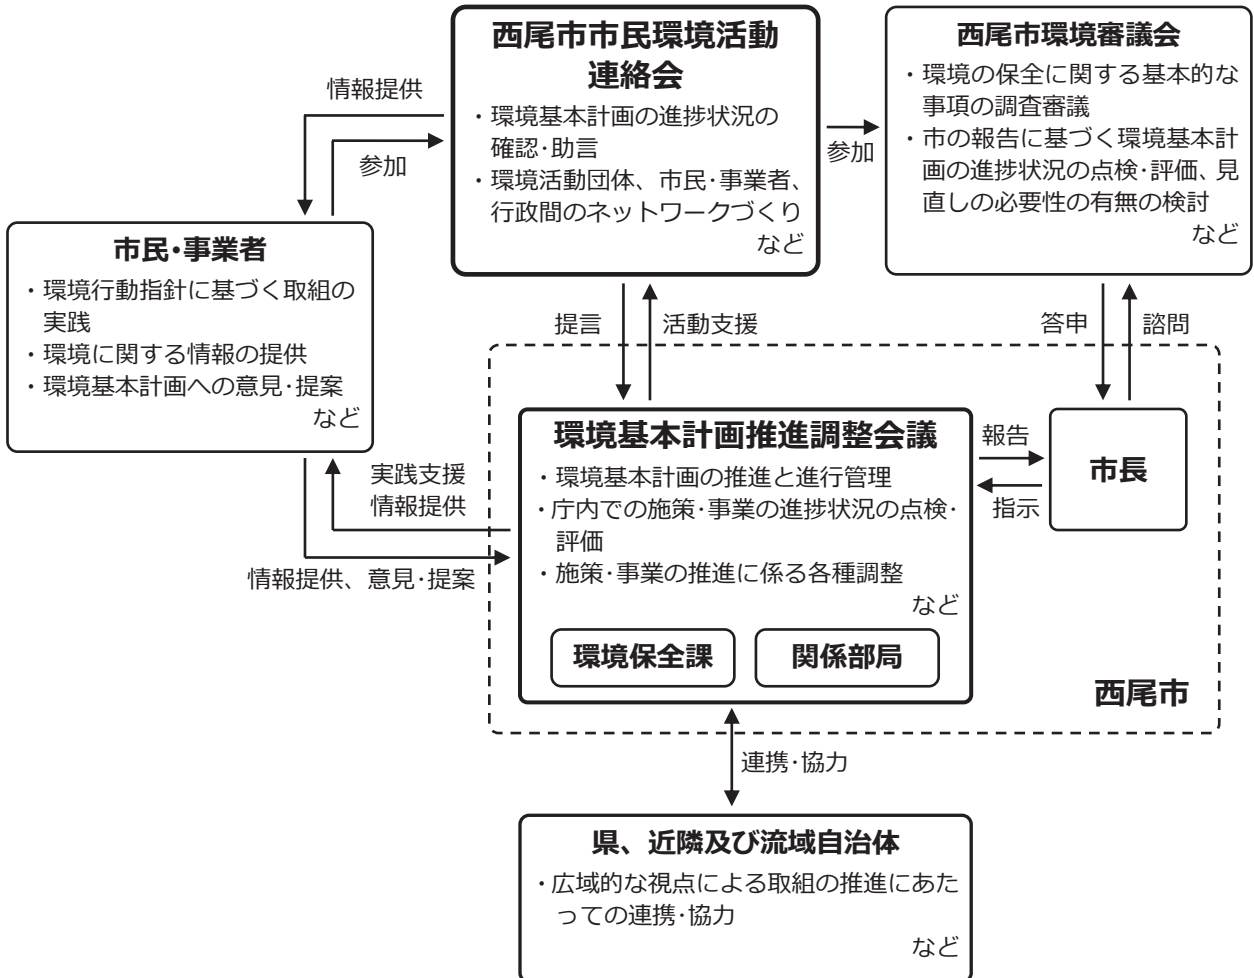 西尾市市民環境活動
連絡会
・環境基本計画の進捗状況の
確認・助言
・環境活動団体、市民・事業者、
行政間のネットワークづくり
など
西尾市環境審議会
・環境の保全に関する基本的な
事項の調査審議
・市の報告に基づく環境基本計
画の進捗状況の点検・評価、見
直しの必要性の有無の検討
など
情報提供
参加
参加
市民・事業者
・環境行動指針に基づく取組の
実践
・環境に関する情報の提供
・環境基本計画への意見・提案
など
提言
活動支援
答申
諮問
環境基本計画推進調整会議
・環境基本計画の推進と進行管理
・庁内での施策・事業の進捗状況の点検・
評価
・施策・事業の推進に係る各種調整
など
環境保全課
関係部局
報告
指示
市長
実践支援
情報提供
情報提供、意見・提案
西尾市
連携・協力
県、近隣及び流域自治体
・広域的な視点による取組の推進にあた
っての連携・協力
など